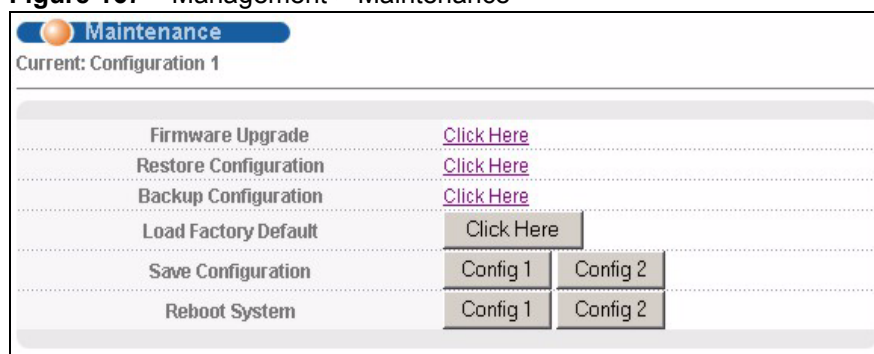 Maintenance
Current: Configuration 1
Firmware Upgrade Click Here
Restore Configuration Click Here
Backup Configuration Click Here
Load Factory Default Click Here
Save Configuration Config 1 Config 2
Reboot System Config 1 Config 2